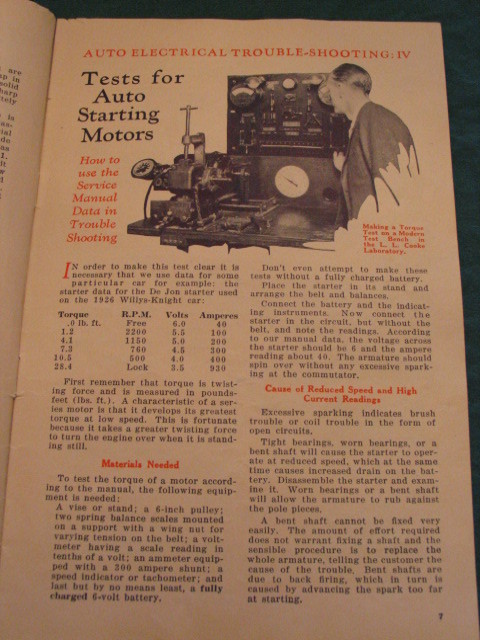 are
up in
solid
harp
tely
is
as-
ial
de
as
1.
lt
w
d
AUTO ELECTRICAL TROUBLE-SHOOTING: IV
Tests for
Auto
Starting
Motors
How to
use the
Service
Manual
Data in
Trouble
Shooting
Making a Torque
Test on a Modern
Test Bench in
the L. L. Cooke
Laboratory.
IN order to make this test clear it is
necessary that we use data for some
particular car for example: the
starter data for the De Jon starter used
on the 1926 Willys-Knight car:
Torque R.P.M. Volts Amperes
.0 lb. ft. Free 6.0 40
1.2 2200 5.5 100
4.1 1150 5.0 200
7.3 760 4.5 300
10.5 500 4.0 400
28.4 Lock 3.5 920
First remember that torque is twist-
ing force and is measured in pounds-
feet (lbs. ft.). A characteristic of a ser-
ies motor is that it develops its greatest
torque at low speed. This is fortunate
because it takes a greater twisting force
to turn the engine over when it is stand-
ing still.
Materials Needed
To test the torque of a motor accord-
ing to the manual, the following equip-
ment is needed:
A vise or stand; a 6-inch pulley;
two spring balance scales mounted
on a support with a wing nut for
varying tension on the belt; a volt-
meter having a scale reading in
tenths of a volt; an ammeter equip-
ped with a 300 ampere shunt; a
speed indicator or tachometer; and
last but by no means least, a fully
charged 6-volt battery.
Don't even attempt to make these
tests without a fully charged battery.
Place the starter in its stand and
arrange the belt and balances.
Connect the battery and the indicat-
ing instruments. Now connect the
starter in the circuit, but without the
belt, and note the readings. According
to our manual data, the voltage across
the starter should be 6 and the ampere
reading about 40. The armature should
spin over without any excessive spark-
ing at the commutator.
Cause of Reduced Speed and High
Current Readings
Excessive sparking indicates brush
trouble or coil trouble in the form of
open circuits.
Tight bearings, worn bearings, or a
bent shaft will cause the starter to oper-
ate at reduced speed, which at the same
time causes increased drain on the bat-
tery. Disassemble the starter and exam-
ine it. Worn bearings or a bent shaft
will allow the armature to rub against
the pole pieces.
A bent shaft cannot be fixed very
easily. The amount of effort required
does not warrant fixing a shaft and the
sensible procedure is to replace the
whole armature, telling the customer the
cause of the trouble. Bent shafts are
due to back firing, which in turn is
caused by advancing the spark too far
at starting.
7